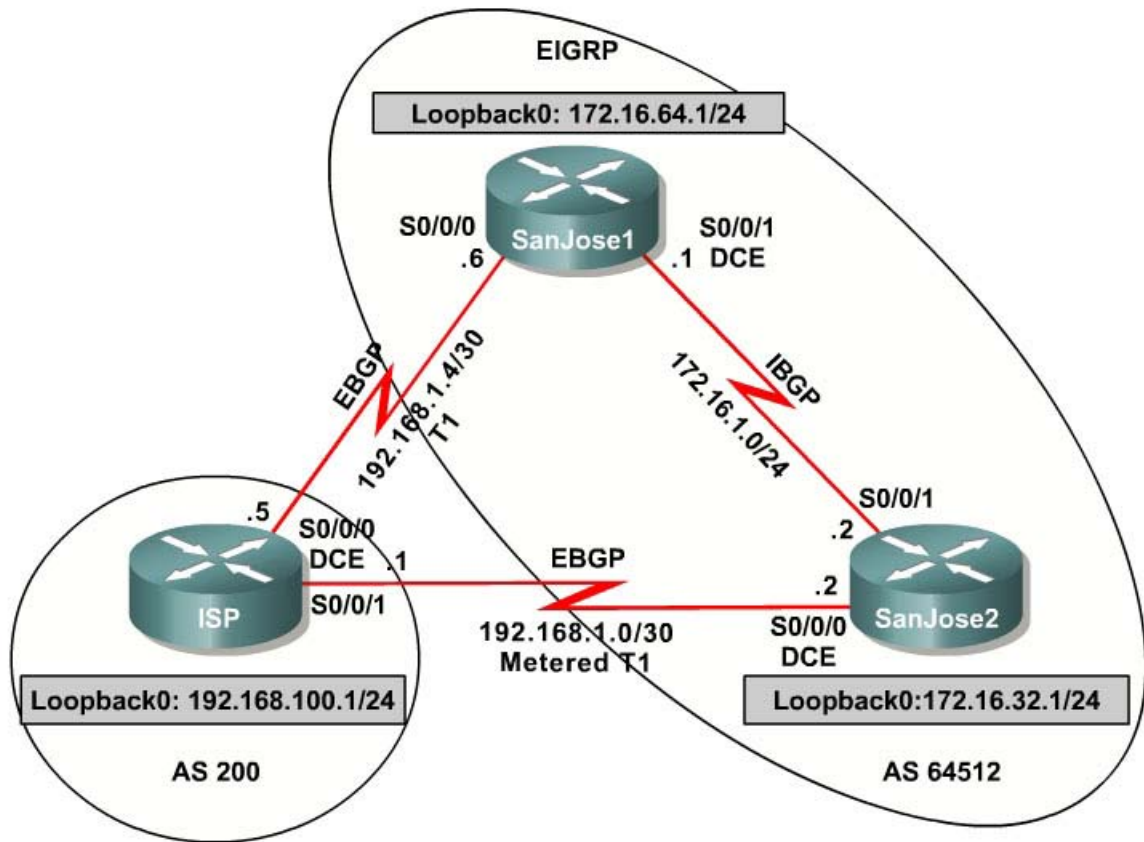 EIGRP
Loopback0: 172.16.64.1/24
S0/0/0
.6
SanJose1
S0/0/1
.1 DCE
EBGP
192.168.1.4/30
T1
IBGP
172.16.1.0/24
S0/0/1
.2
.5
S0/0/0
DCE
.1
S0/0/1
ISP
EBGP
192.168.1.0/30
Metered T1
.2
S0/0/0
DCE
SanJose2
Loopback0: 192.168.100.1/24
Loopback0:172.16.32.1/24
AS 200
AS 64512